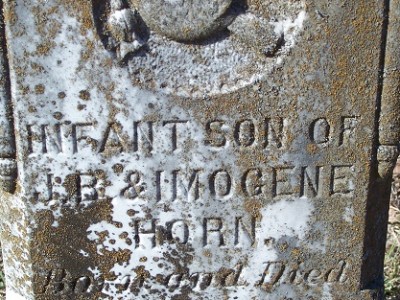 INFANT SON OF
J.B. & IMOGENE
HORN.
Born and Died